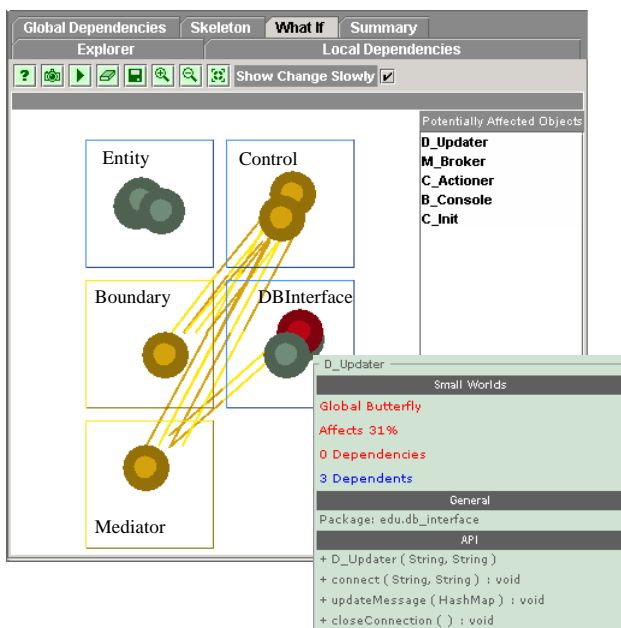 Global Dependencies Skeleton What If Summary
Explorer Local Dependencies
? Show Change Slowly
Potentially Affected Objects
D_Updater
M_Broker
C_Actioner
B_Console
C_Init
Entity Control
Boundary DBInterface
Mediator
D_Updater
Small Worlds
Global Butterfly
Affects 31%
0 Dependencies
3 Dependents
General
Package: edu.db_interface
API
+ D_Updater ( String, String )
+ connect ( String, String ) : void
+ updateMessage ( HashMap ) : void
+ closeConnection ( ) : void